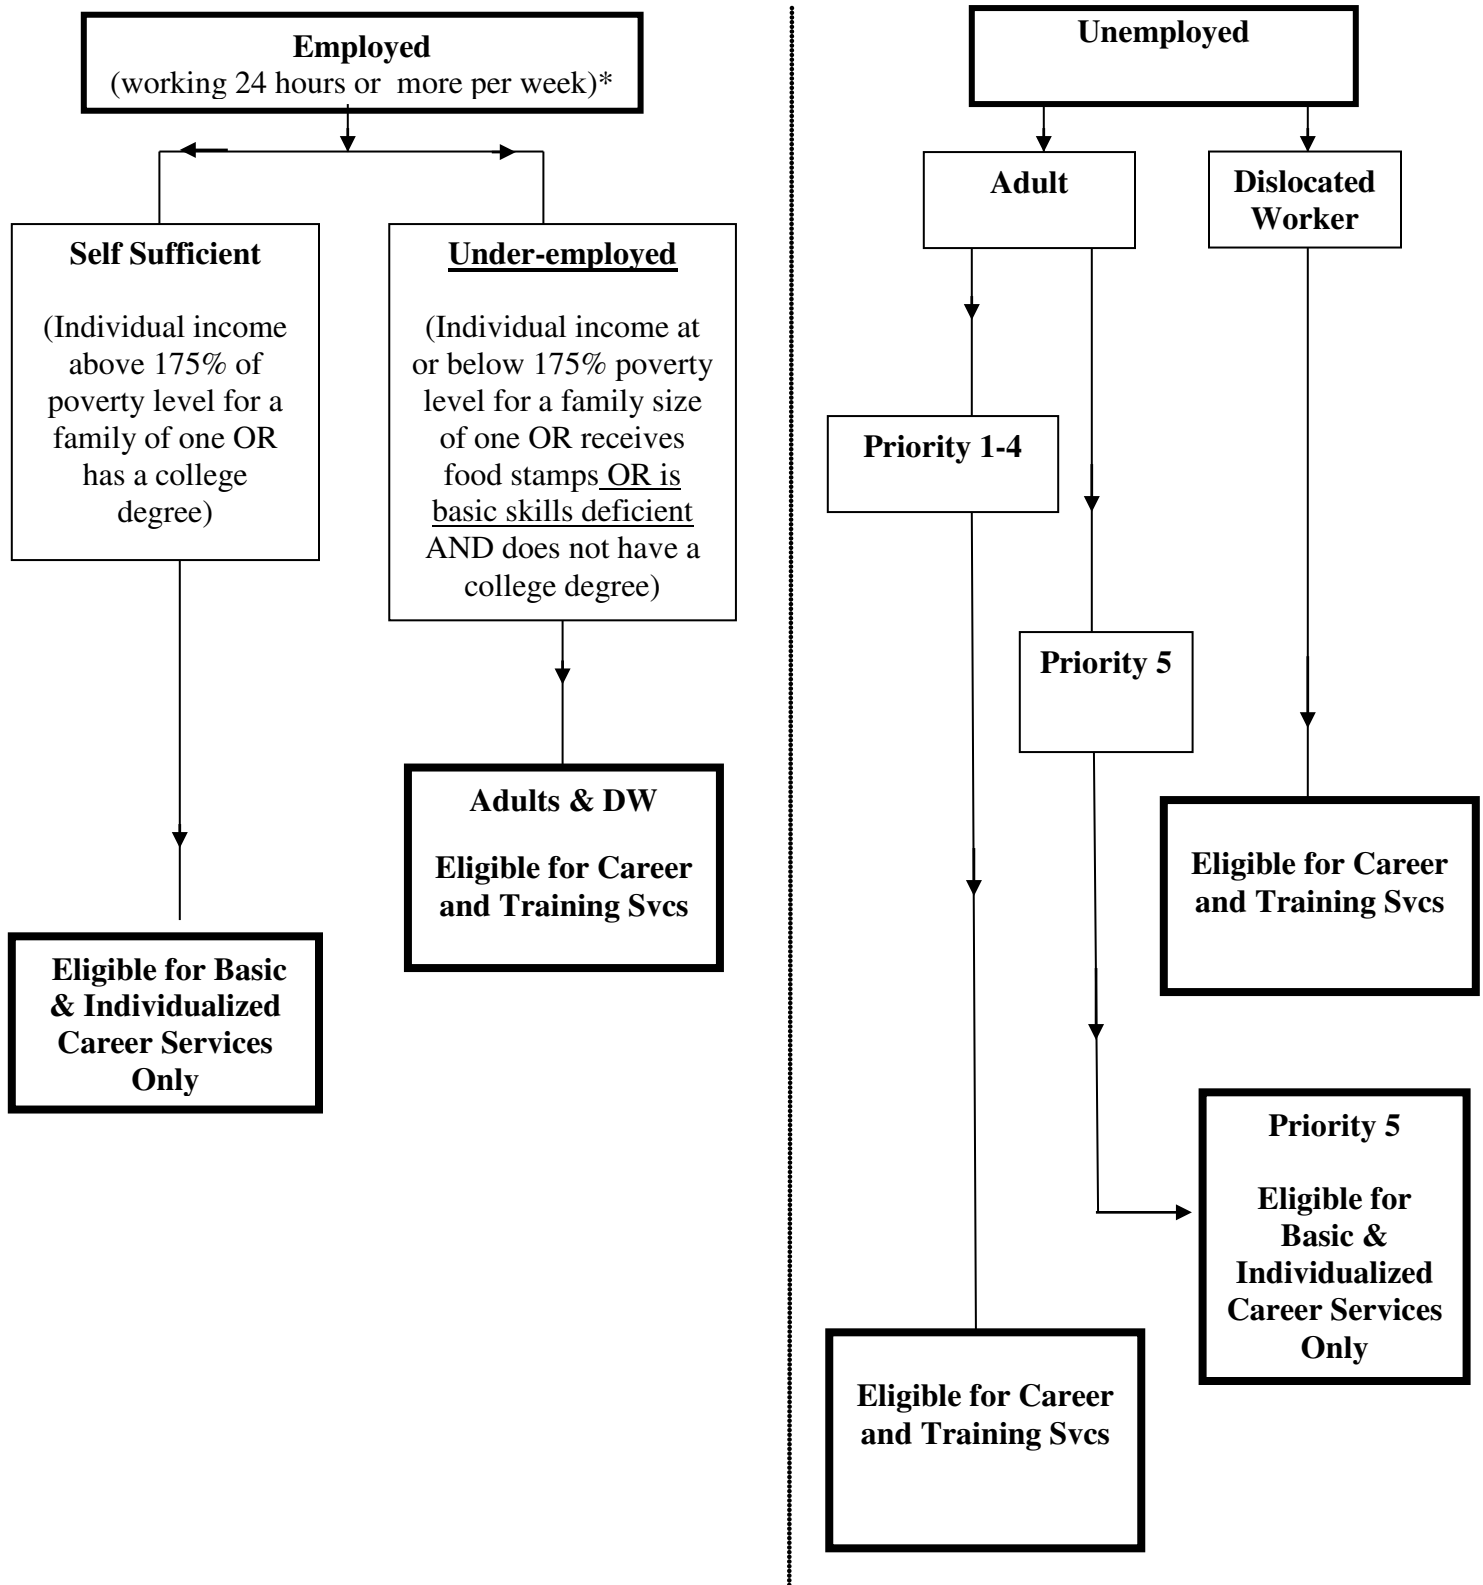 Employed
(working 24 hours or  more per week)*
Self Sufficient
(Individual income
above 175% of
poverty level for a
family of one OR
has a college
degree)
Under-employed
(Individual income at
or below 175% poverty
level for a family size
of one OR receives
food stamps OR is
basic skills deficient
AND does not have a
college degree)
Adults & DW
Eligible for Career
and Training Svcs
Eligible for Basic
& Individualized
Career Services
Only
Unemployed
Adult
Dislocated
Worker
Priority 1-4
Priority 5
Eligible for Career
and Training Svcs
Priority 5
Eligible for
Basic &
Individualized
Career Services
Only
Eligible for Career
and Training Svcs